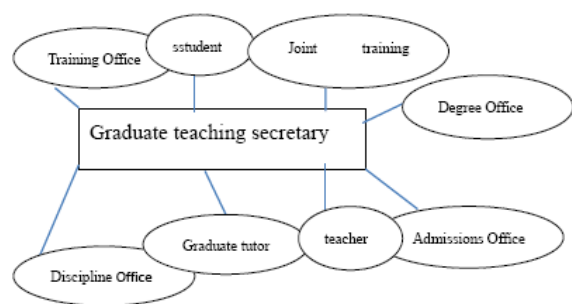 Training Office
sstudent
Joint training
Degree Office
Graduate teaching secretary
Discipline Office
Graduate tutor
teacher
Admissions Office